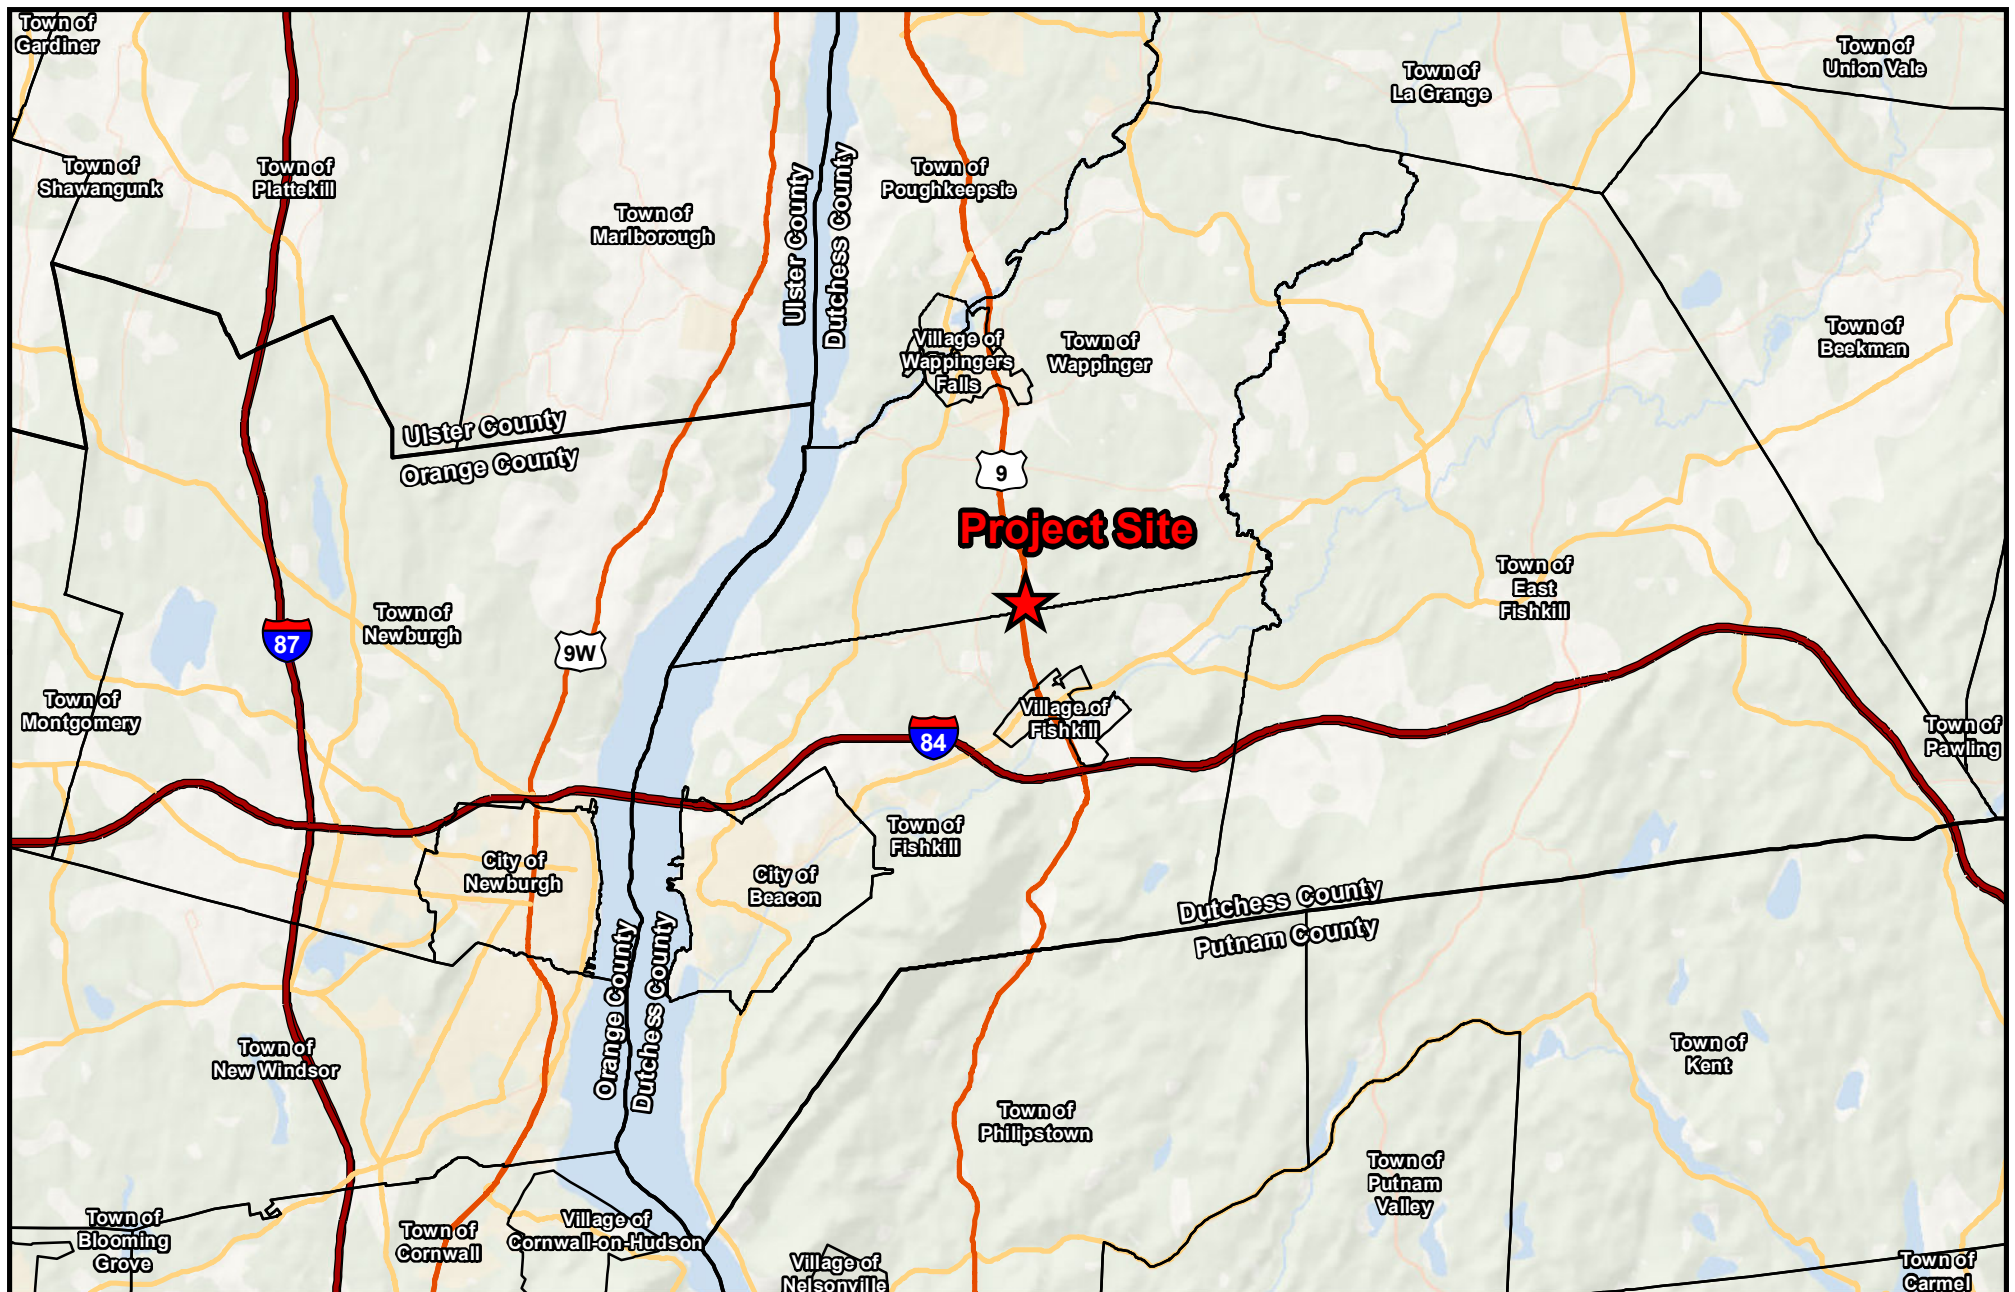 Town of
Gardiner
Town of
Union Vale
Town of
La Grange
Town of
Shawangunk
Town of
Plattekill
Town of
Poughkeepsie
Town of
Marlborough
Ulster County
Dutchess County
Village of
Wappingers
Falls
Town of
Wappinger
Town of
Beekman
Ulster County
Orange County
9
Project Site
Town of
East
Fishkill
Town of
Newburgh
87
9W
Town of
Montgomery
Village of
Fishkill
84
Town of
Pawling
Town of
Fishkill
City of
Newburgh
City of
Beacon
Dutchess County
Putnam County
Orange County
Dutchess County
Town of
New Windsor
Town of
Kent
Town of
Philipstown
Town of
Putnam
Valley
Town of
Blooming
Grove
Town of
Cornwall
Village of
Cornwall-on-Hudson
Village of
Nelsonville
Town of
Carmel